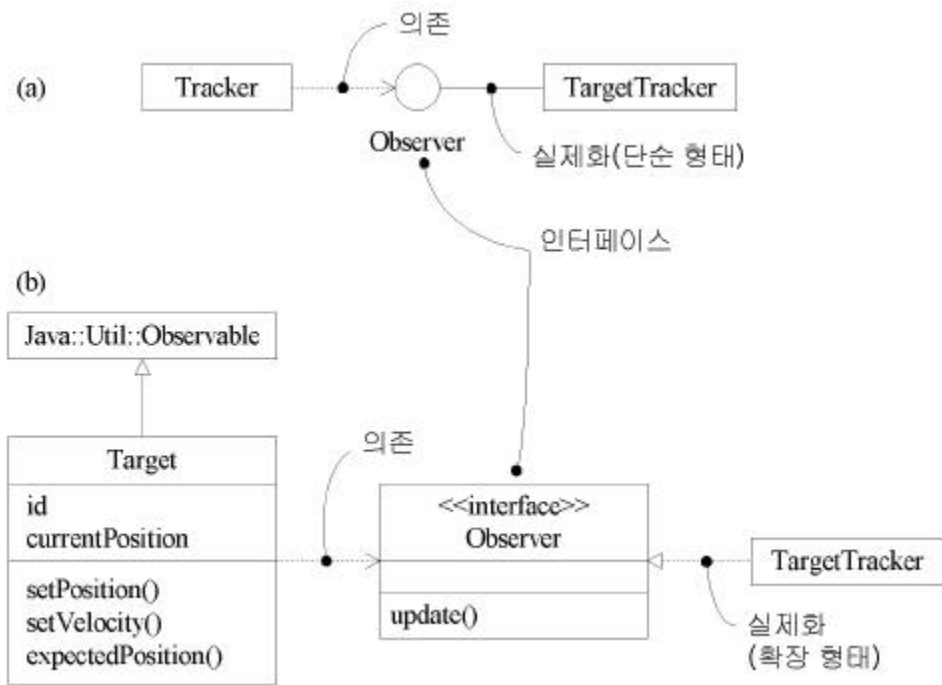 의존
(a)
Tracker
TargetTracker
Observer
실제화(단순 형태)
인터페이스
(b)
Java::Util::Observable
의존
Target
id
currentPosition
setPosition()
setVelocity()
expectedPosition()
<<interface>>
Observer
update()
TargetTracker
실제화
(확장 형태)